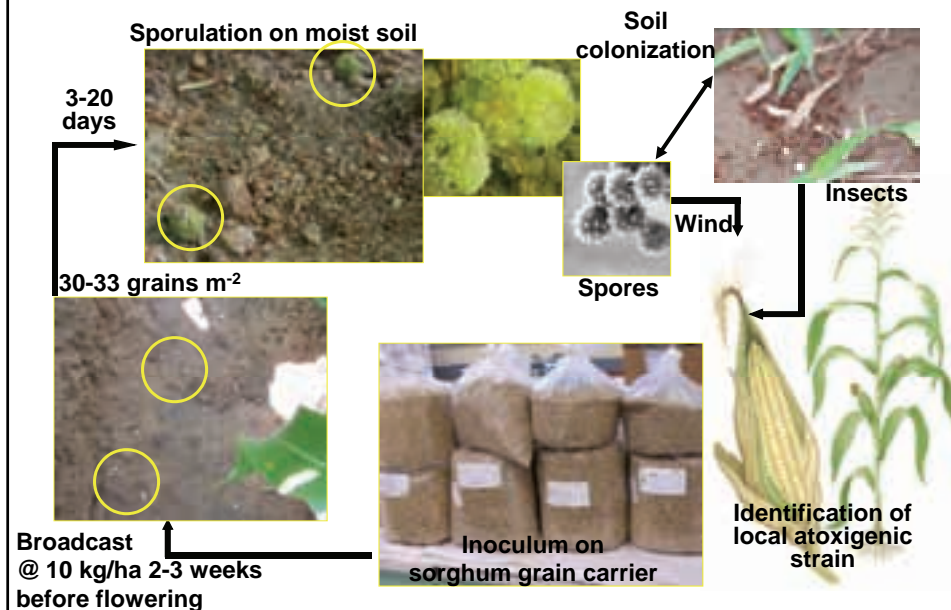 Sporulation on moist soil
Soil
colonization
3-20
days
Insects
Wind
Spores
30-33 grains m⁻²
Inoculum on
sorghum grain carrier
Identification of
local atoxigenic
strain
Broadcast
@ 10 kg/ha 2-3 weeks
before flowering